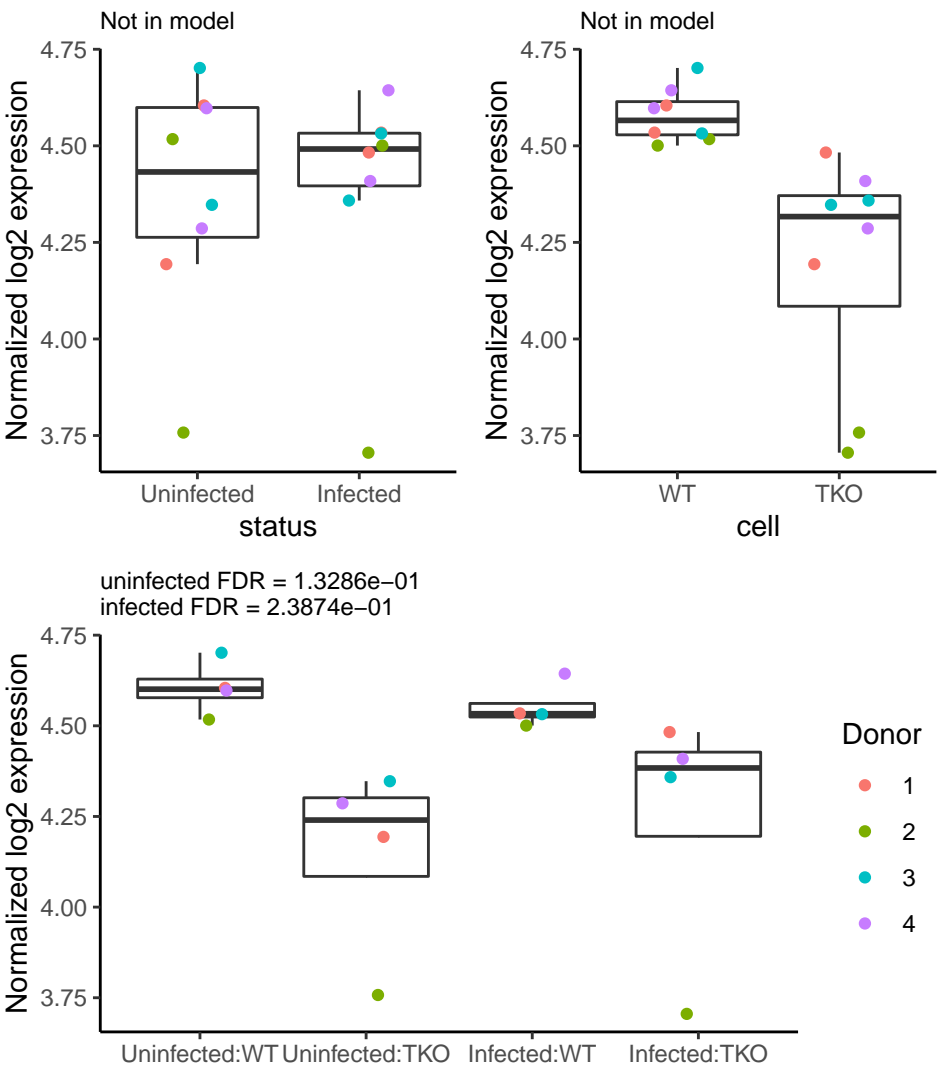 Not in model
Normalized log2 expression
4.75
4.50
4.25
4.00
3.75
Uninfected
Infected
status
Not in model
Normalized log2 expression
4.75
4.50
4.25
4.00
3.75
WT
TKO
cell
uninfected FDR = 1.3286e−01
infected FDR = 2.3874e−01
Normalized log2 expression
4.75
4.50
4.25
4.00
3.75
Uninfected:WT
Uninfected:TKO
Infected:WT
Infected:TKO
Donor
1
2
3
4